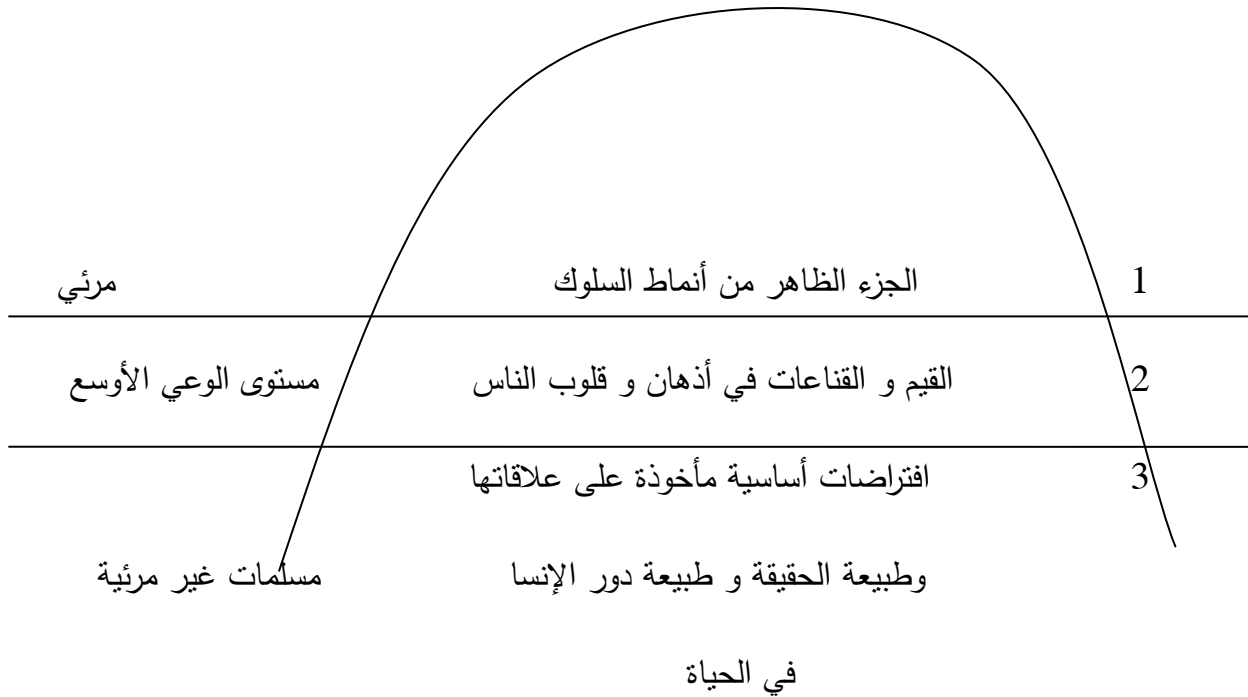 1 الجزء الظاهر من أنماط السلوك مرئي
2 القيم و القناعات في أذهان و قلوب الناس مستوى الوعي الأوسع
3 افتراضات أساسية مأخوذة على علاقاتها
وطبيعة الحقيقة و طبيعة دور الإنسا مسلمات غير مرئية
في الحياة